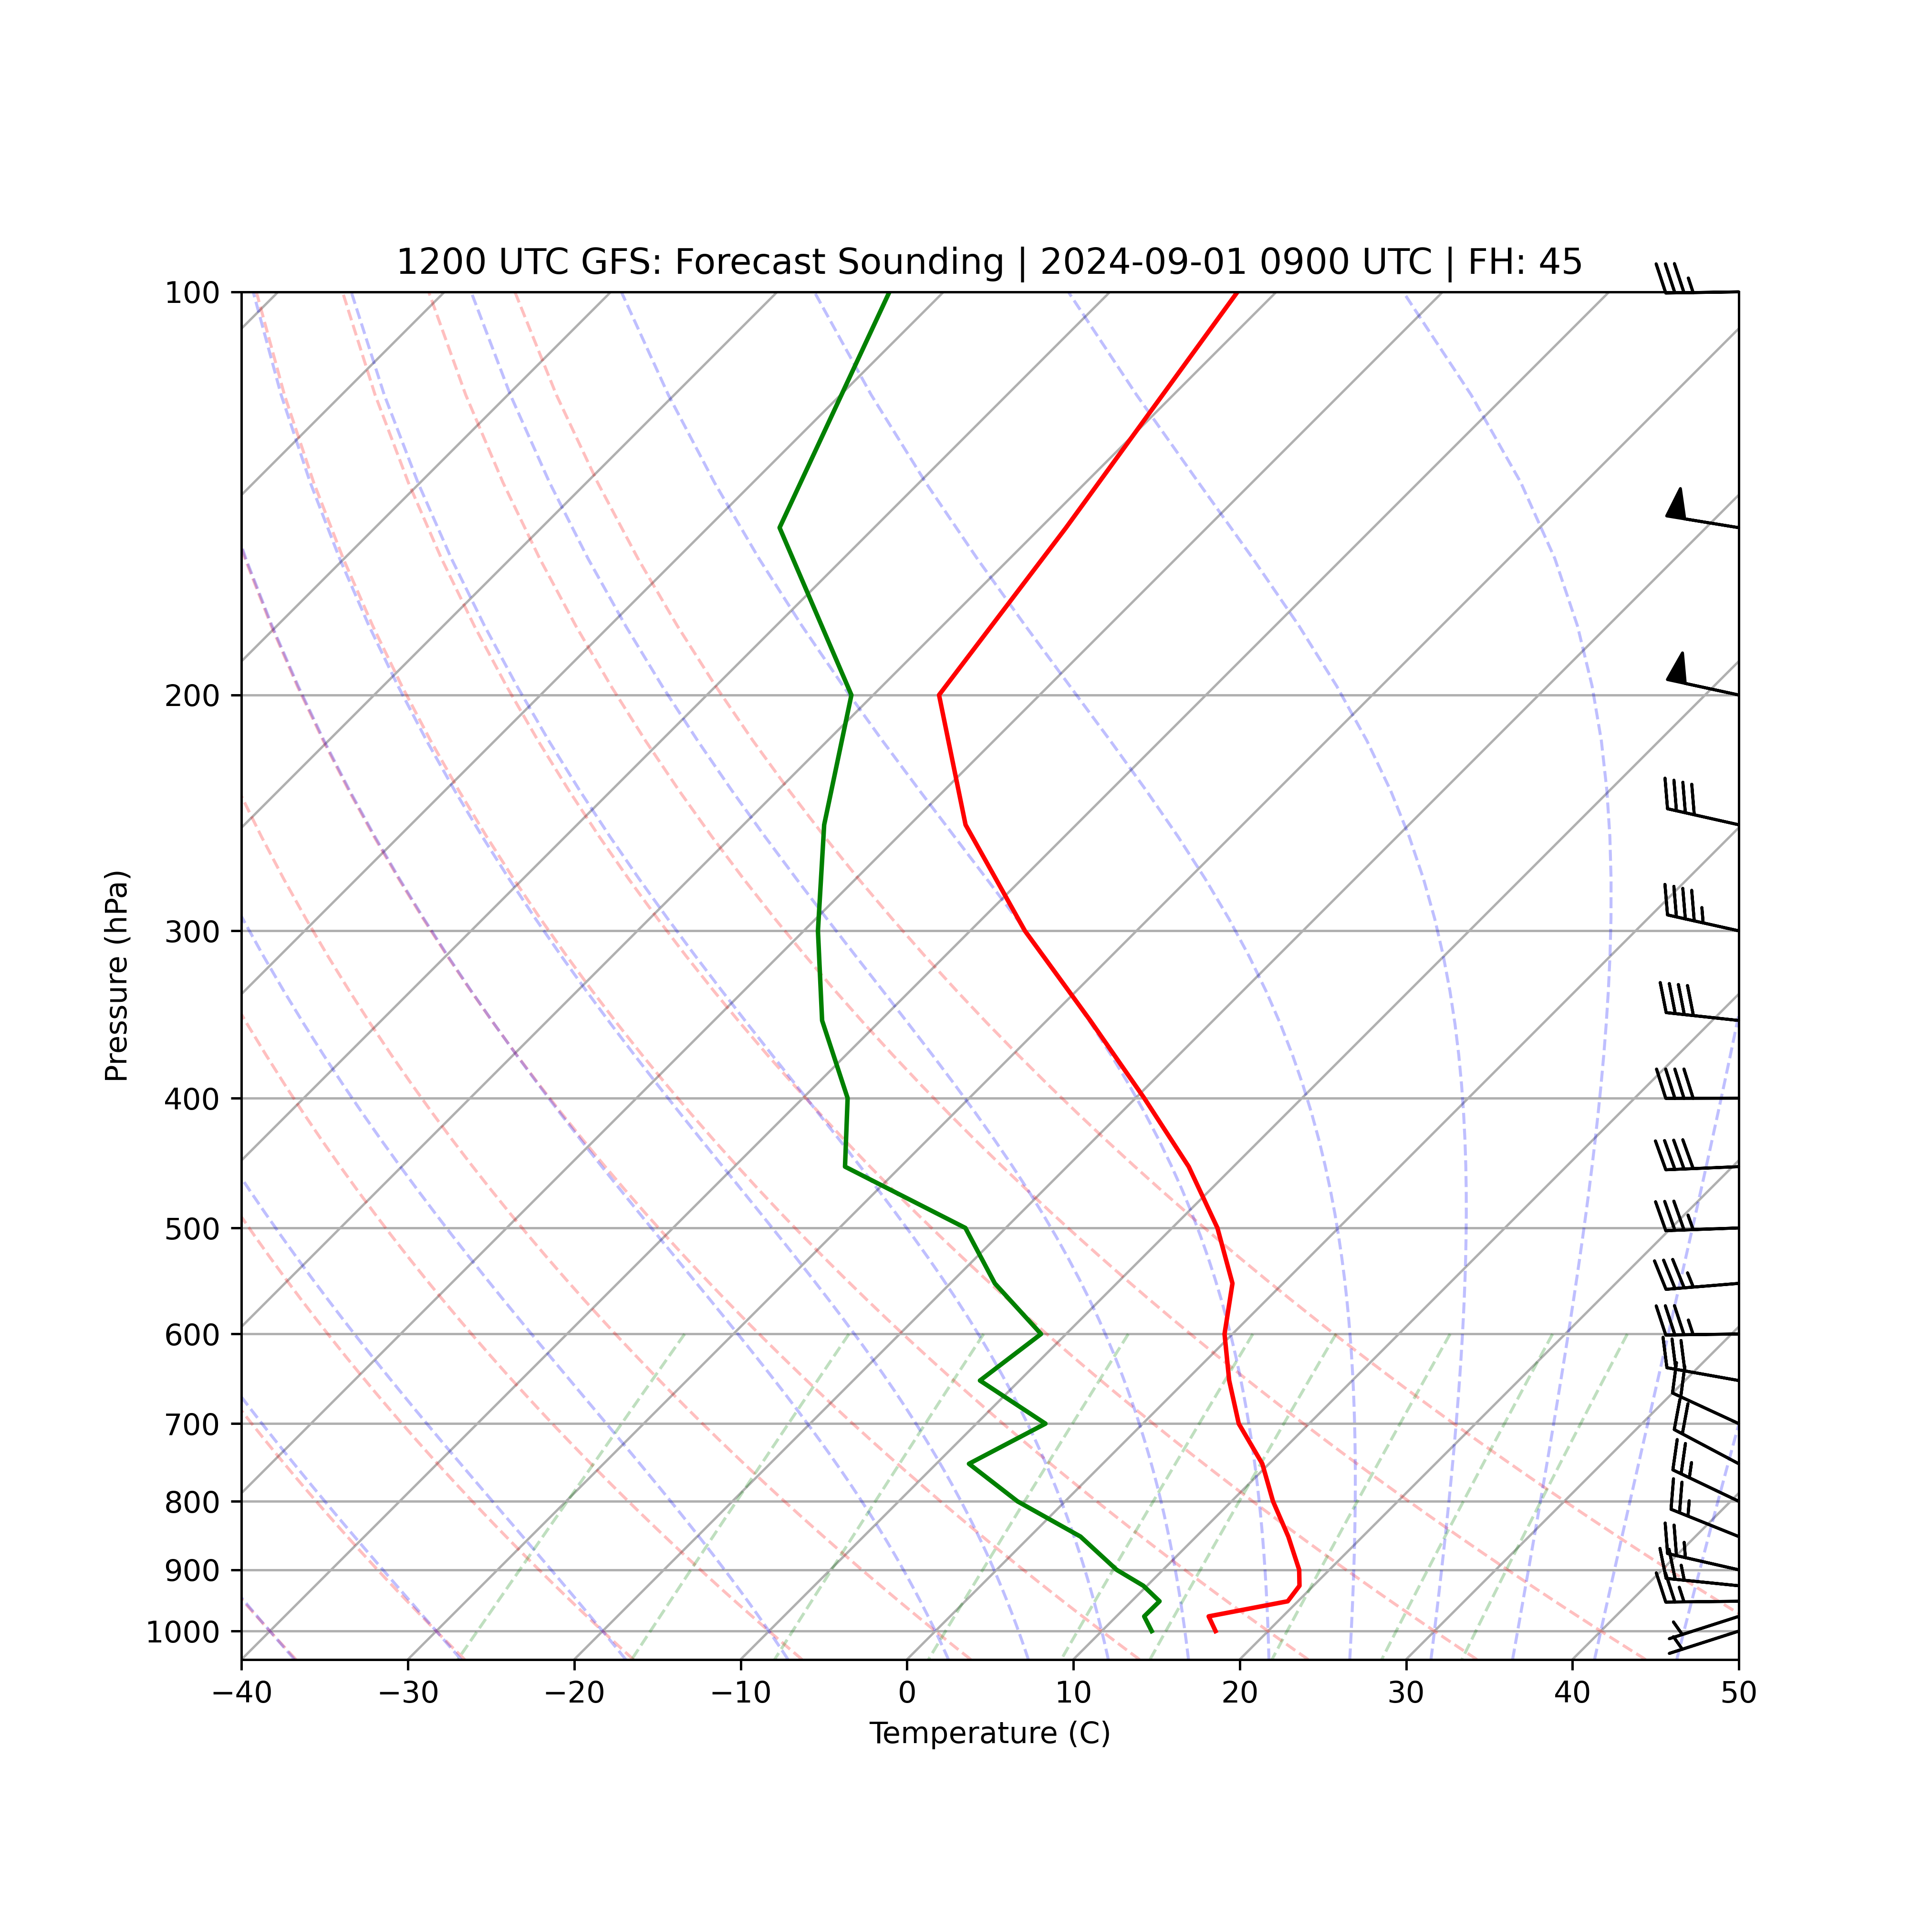 1200 UTC GFS: Forecast Sounding | 2024-09-01 0900 UTC | FH: 45
100
200
300
400
500
600
700
800
900
1000
Pressure (hPa)
−40 −30 −20 −10 0 10 20 30 40 50
Temperature (C)